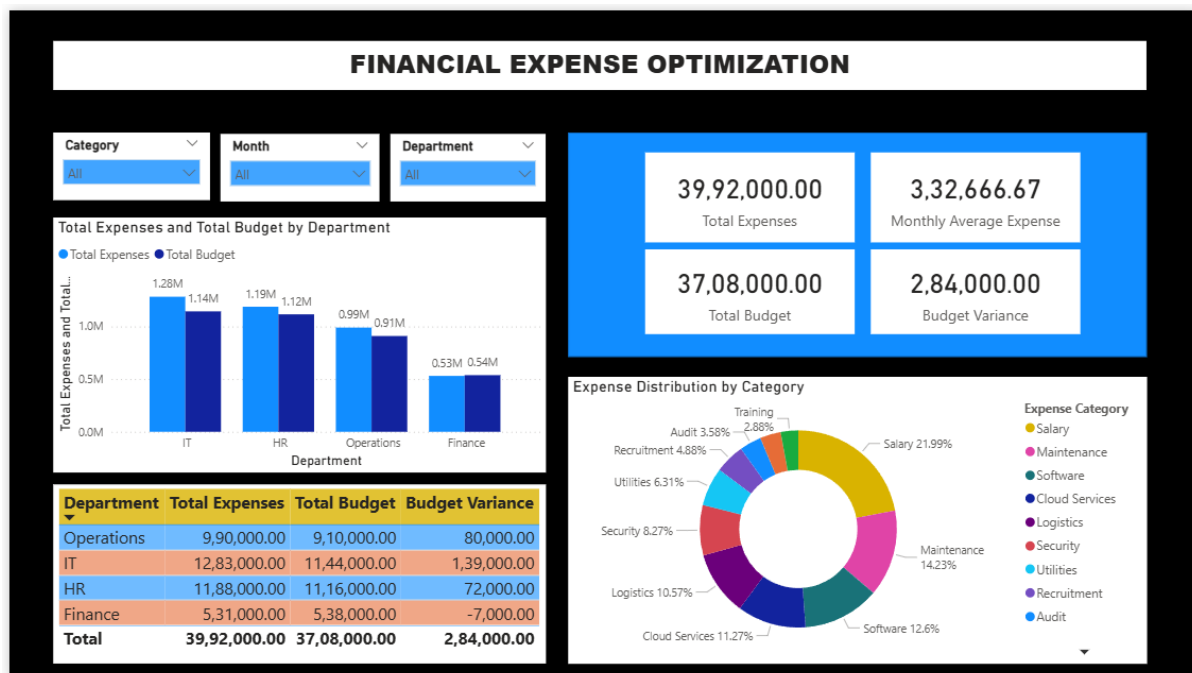 FINANCIAL EXPENSE OPTIMIZATION
Category
All
Month
All
Department
All
39,92,000.00
Total Expenses
3,32,666.67
Monthly Average Expense
37,08,000.00
Total Budget
2,84,000.00
Budget Variance
Total Expenses and Total Budget by Department
Total Expenses Total Budget
Total Expenses and Total...
1.0M
0.5M
0.0M
1.28M
1.14M
1.19M
1.12M
0.99M
0.91M
0.53M
0.54M
IT
HR
Operations
Finance
Department
Department Total Expenses Total Budget Budget Variance
Operations 9,90,000.00 9,10,000.00 80,000.00
IT 12,83,000.00 11,44,000.00 1,39,000.00
HR 11,88,000.00 11,16,000.00 72,000.00
Finance 5,31,000.00 5,38,000.00 -7,000.00
Total 39,92,000.00 37,08,000.00 2,84,000.00
Expense Distribution by Category
Training
2.88%
Audit 3.58%
Recruitment 4.88%
Utilities 6.31%
Security 8.27%
Logistics 10.57%
Cloud Services 11.27%
Software 12.6%
Maintenance
14.23%
Salary 21.99%
Expense Category
Salary
Maintenance
Software
Cloud Services
Logistics
Security
Utilities
Recruitment
Audit